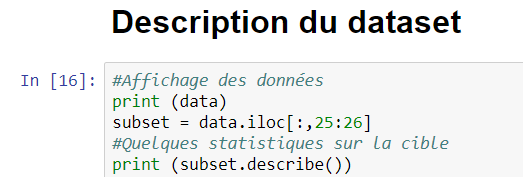 Description du dataset
In [16]: #Affichage des données
print (data)
subset = data.iloc[:,25:26]
#Quelques statistiques sur la cible
print (subset.describe())